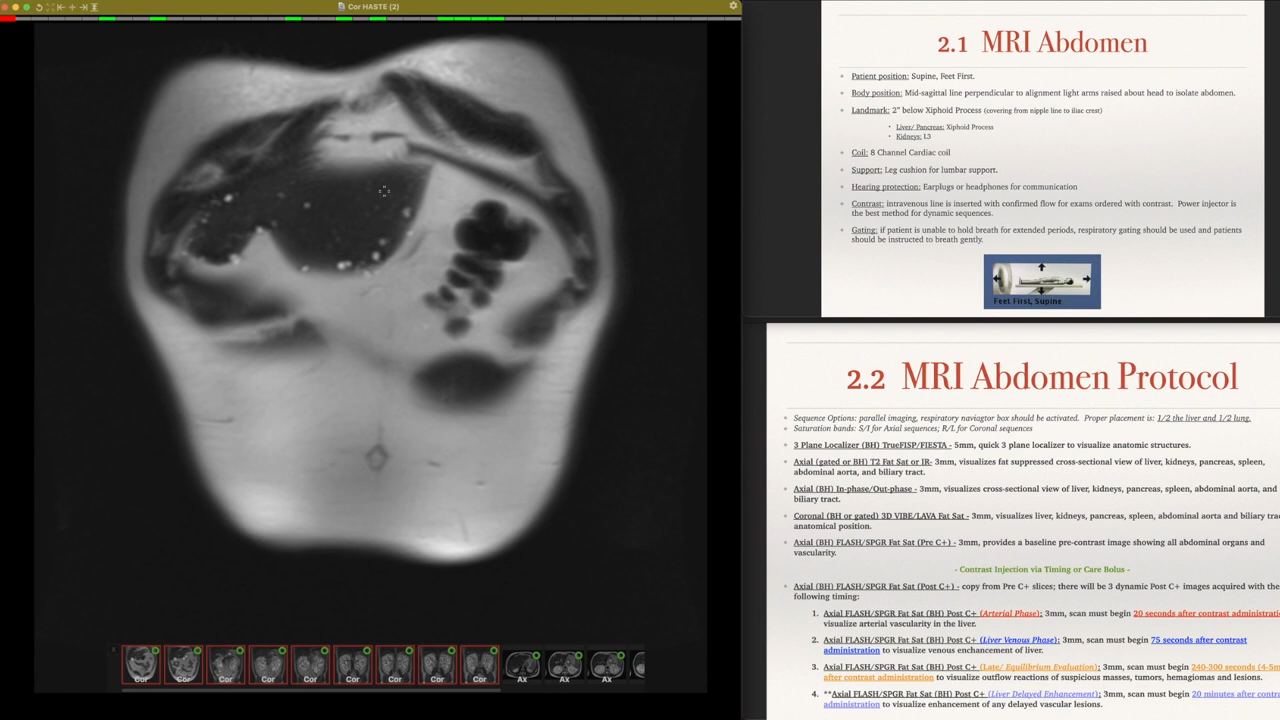 Cor HASTE (2)
Cor Cor Cor Cor Cor Cor Cor Cor Cor Ax Ax Ax
2.1 MRI Abdomen
Patient position: Supine, Feet First.
Body position: Mid-sagittal line perpendicular to alignment light arms raised about head to isolate abdomen.
Landmark: 2" below Xiphoid Process (covering from nipple line to iliac crest)
Liver/ Pancreas: Xiphoid Process
Kidneys: L3
Coil: 8 Channel Cardiac coil
Support: Leg cushion for lumbar support.
Hearing protection: Earplugs or headphones for communication
Contrast: intravenous line is inserted with confirmed flow for exams ordered with contrast. Power injector is
the best method for dynamic sequences.
Gating: if patient is unable to hold breath for extended periods, respiratory gating should be used and patients
should be instructed to breath gently.
Feet First, Supine
2.2 MRI Abdomen Protocol
Sequence Options: parallel imaging, respiratory naviagtor box should be activated. Proper placement is: 1/2 the liver and 1/2 lung.
Saturation bands: S/I for Axial sequences; R/L for Coronal sequences
3 Plane Localizer (BH) TrueFISP/FIESTA - 5mm, quick 3 plane localizer to visualize anatomic structures.
Axial (gated or BH) T2 Fat Sat or IR- 3mm, visualizes fat suppressed cross-sectional view of liver, kidneys, pancreas, spleen,
abdominal aorta, and biliary tract.
Axial (BH) In-phase/Out-phase - 3mm, visualizes cross-sectional view of liver, kidneys, pancreas, spleen, abdominal aorta, and
biliary tract.
Coronal (BH or gated) 3D VIBE/LAVA Fat Sat - 3mm, visualizes liver, kidneys, pancreas, spleen, abdominal aorta and biliary tra
anatomical position.
Axial (BH) FLASH/SPGR Fat Sat (Pre C+) - 3mm, provides a baseline pre-contrast image showing all abdominal organs and
vascularity.
- Contrast Injection via Timing or Care Bolus -
Axial (BH) FLASH/SPGR Fat Sat (Post C+) - copy from Pre C+ slices; there will be 3 dynamic Post C+ images acquired with the
following timing:
1. Axial FLASH/SPGR Fat Sat (BH) Post C+ (Arterial Phase); 3mm, scan must begin 20 seconds after contrast administratio
visualize arterial vascularity in the liver.
2. Axial FLASH/SPGR Fat Sat (BH) Post C+ (Liver Venous Phase); 3mm, scan must begin 75 seconds after contrast
administration to visualize venous enchancement of liver.
3. Axial FLASH/SPGR Fat Sat (BH) Post C+ (Late/ Equilibrium Evaluation); 3mm, scan must begin 240-300 seconds (4-5m
after contrast administration to visualize outflow reactions of suspicious masses, tumors, hemagiomas and lesions.
4. **Axial FLASH/SPGR Fat Sat (BH) Post C+ (Liver Delayed Enhancement); 3mm, scan must begin 20 minutes after contra
administration to visualize enhancement of any delayed vascular lesions.